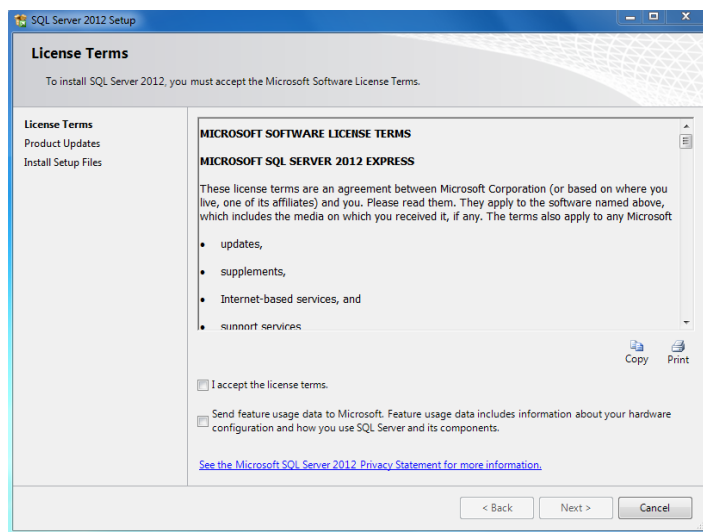 SQL Server 2012 Setup
License Terms
To install SQL Server 2012, you must accept the Microsoft Software License Terms.
License Terms
Product Updates
Install Setup Files
MICROSOFT SOFTWARE LICENSE TERMS
MICROSOFT SQL SERVER 2012 EXPRESS
These license terms are an agreement between Microsoft Corporation (or based on where you
live, one of its affiliates) and you. Please read them. They apply to the software named above,
which includes the media on which you received it, if any. The terms also apply to any Microsoft
• updates,
• supplements,
• Internet-based services, and
• support services
Copy
Print
I accept the license terms.
Send feature usage data to Microsoft. Feature usage data includes information about your hardware
configuration and how you use SQL Server and its components.
See the Microsoft SQL Server 2012 Privacy Statement for more information.
< Back
Next >
Cancel